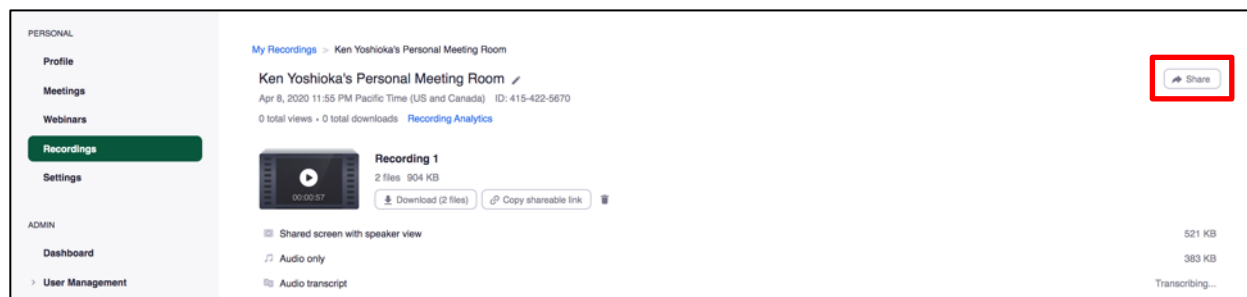 PERSONAL
Profile
Meetings
Webinars
Recordings
Settings
ADMIN
Dashboard
> User Management
My Recordings > Ken Yoshioka's Personal Meeting Room
Ken Yoshioka's Personal Meeting Room
Share
Apr 8, 2020 11:55 PM Pacific Time (US and Canada) ID: 415-422-5670
0 total views • 0 total downloads Recording Analytics
00:00:57
Recording 1
2 files 904 KB
Download (2 files) Copy shareable link
Shared screen with speaker view 521 KB
Audio only 383 KB
Audio transcript Transcribing...